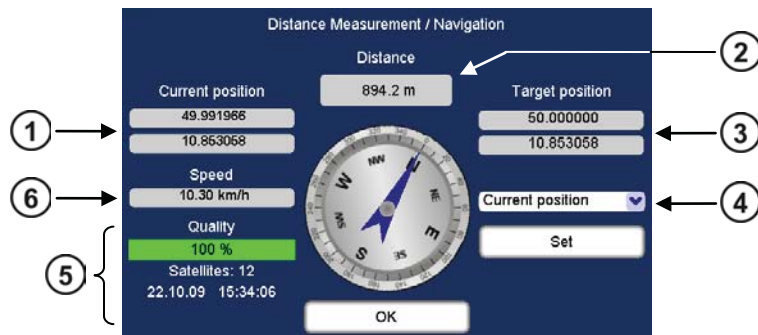 Distance Measurement / Navigation
Distance
894.2 m
Current position
49.991966
10.853058
Target position
50.000000
10.853058
Speed
10.30 km/h
Quality
100 %
Satellites: 12
22.10.09 15:34:06
Current position
Set
OK
N
NE
E
SE
S
SW
W
NW
1
2
3
4
5
6